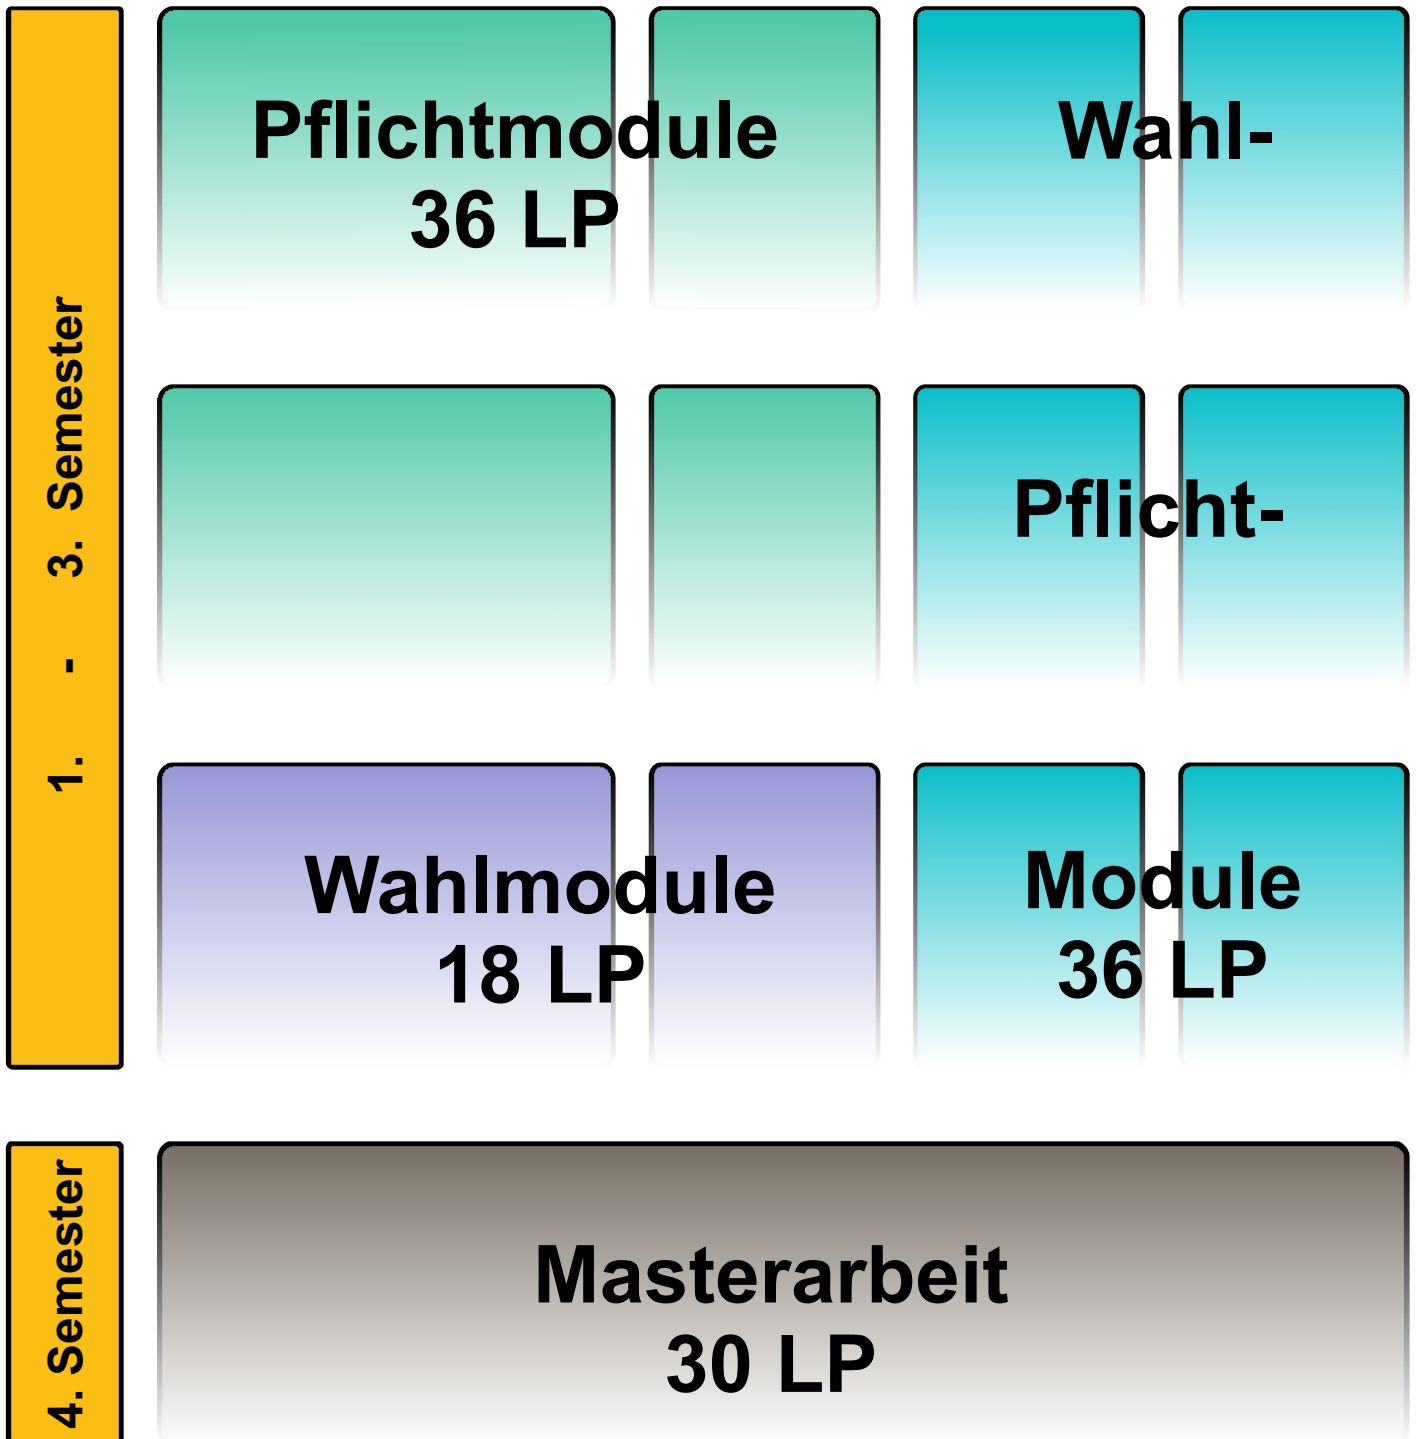 1. - 3. Semester
Pflichtmodule
36 LP
Wahl-
Pflicht-
Module
36 LP
Wahlmodule
18 LP
4. Semester
Masterarbeit
30 LP